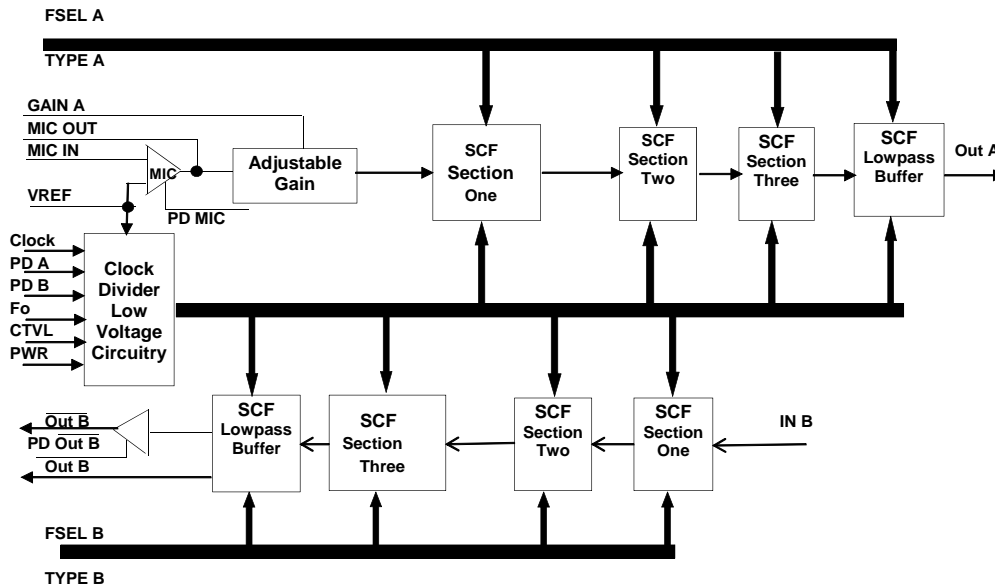 FSEL A
TYPE A
GAIN A
MIC OUT
MIC IN
MIC
VREF
PD MIC
Adjustable
Gain
SCF
Section
One
SCF
Section
Two
SCF
Section
Three
SCF
Lowpass
Buffer
Out A
Clock
PD A
PD B
Fo
CTVL
PWR
Clock
Divider
Low
Voltage
Circuitry
Out B
PD Out B
Out B
SCF
Lowpass
Buffer
SCF
Section
Three
SCF
Section
Two
SCF
Section
One
IN B
FSEL B
TYPE B